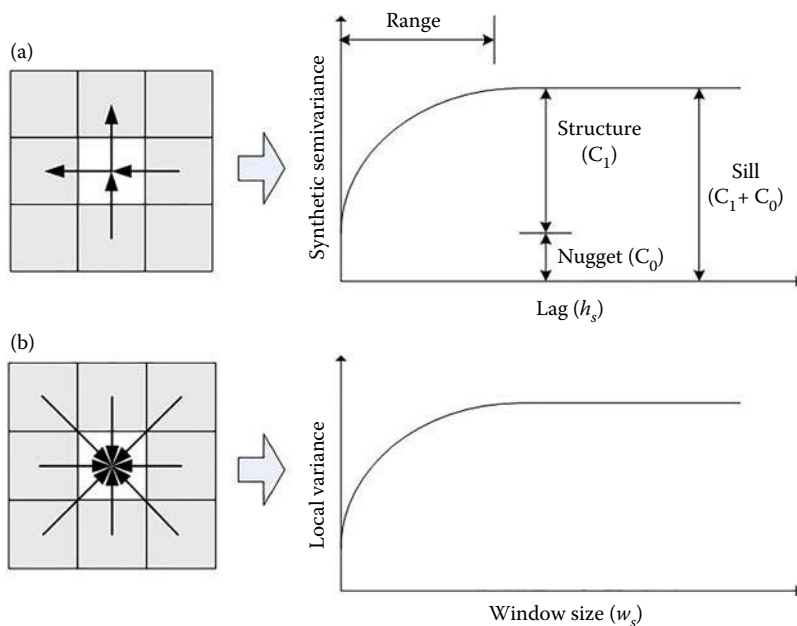 (a)
Range
Synthetic semivariance
Structure
(C₁)
Sill
(C₁+ C₀)
Nugget (C₀)
Lag (hₛ)
(b)
Local variance
Window size (wₛ)